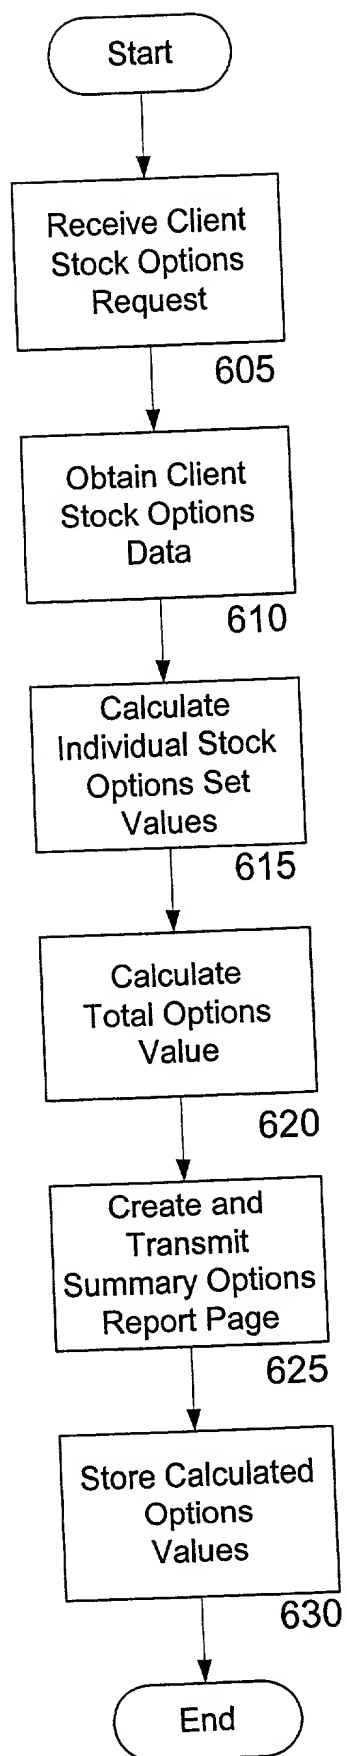 Start
Receive Client
Stock Options
Request
605
Obtain Client
Stock Options
Data
610
Calculate
Individual Stock
Options Set
Values
615
Calculate
Total Options
Value
620
Create and
Transmit
Summary Options
Report Page
625
Store Calculated
Options
Values
630
End